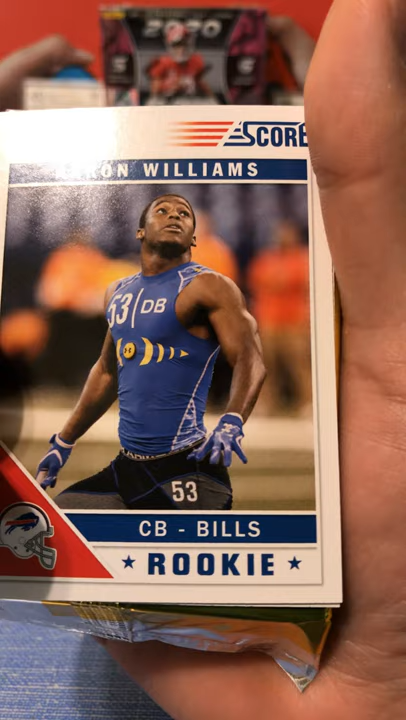 2020
SCORE
RON WILLIAMS
53 DB
53
CB - BILLS
★ ROOKIE ★